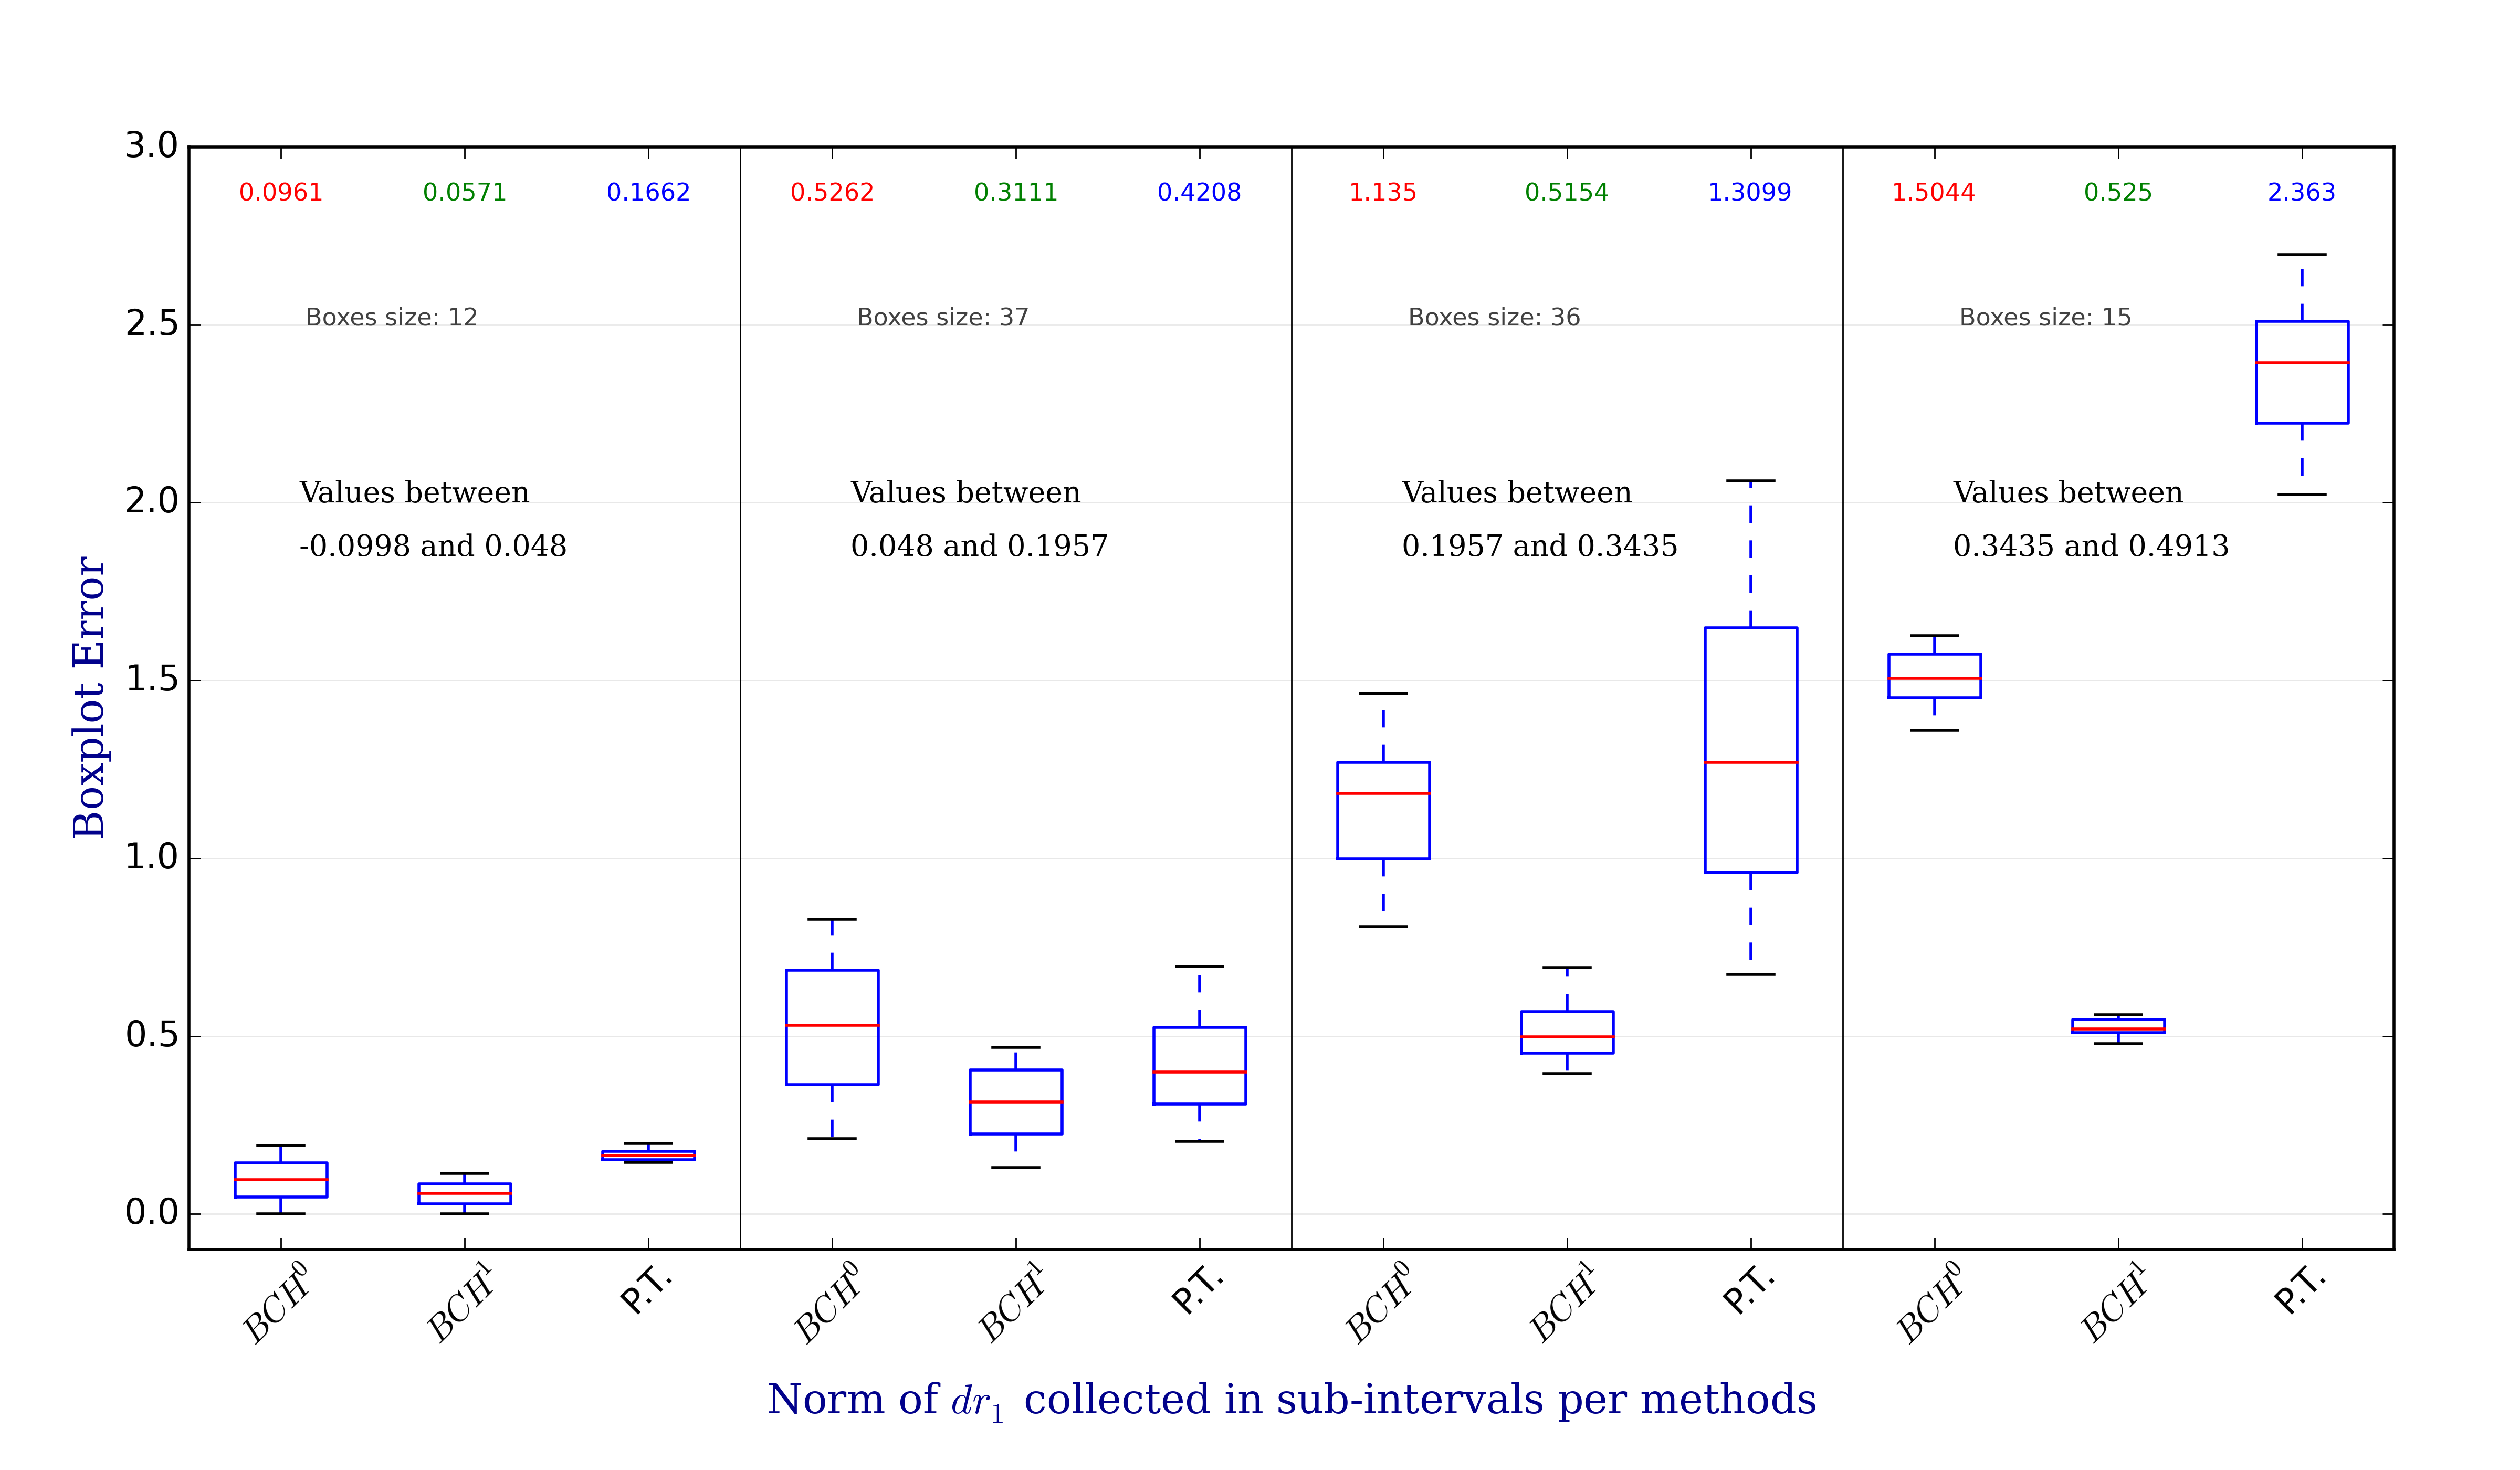 3.0
2.5
2.0
1.5
1.0
0.5
0.0
Boxplot Error
0.0961 0.0571 0.1662 0.5262 0.3111 0.4208 1.135 0.5154 1.3099 1.5044 0.525 2.363
Boxes size: 12
Boxes size: 37
Boxes size: 36
Boxes size: 15
Values between
-0.0998 and 0.048
Values between
0.048 and 0.1957
Values between
0.1957 and 0.3435
Values between
0.3435 and 0.4913
BCH⁰ BCH¹ P.T. BCH⁰ BCH¹ P.T. BCH⁰ BCH¹ P.T. BCH⁰ BCH¹ P.T.
Norm of dr₁ collected in sub-intervals per methods